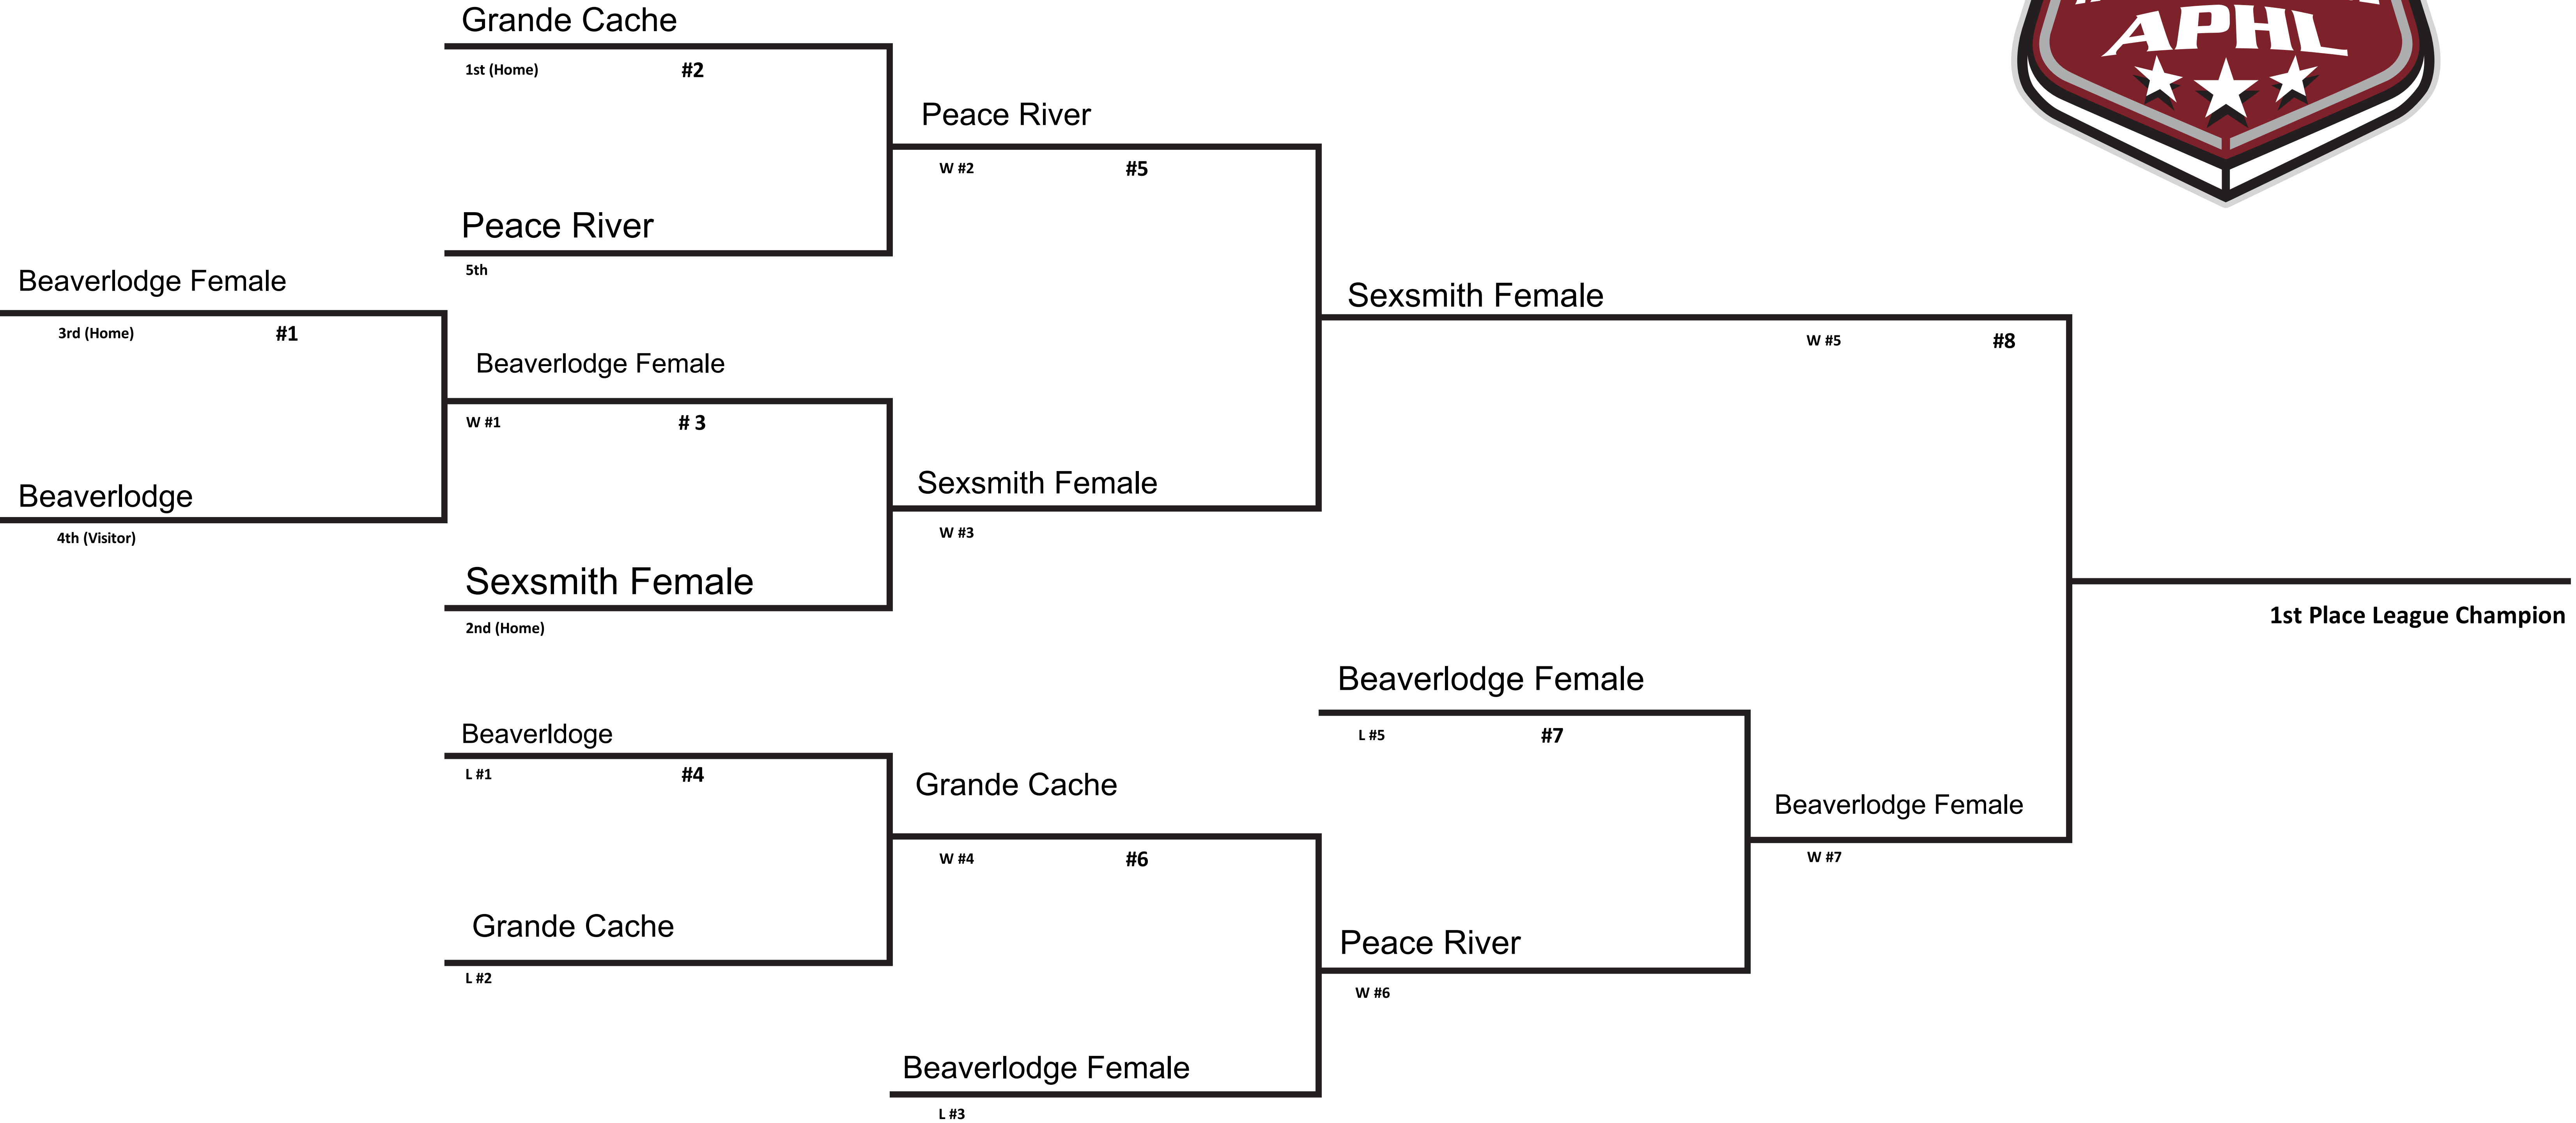 Grande Cache
1st (Home) #2
APHL
Peace River
W #2 #5
Peace River
5th
Beaverlodge Female
3rd (Home) #1
Sexsmith Female
W #5 #8
Beaverlodge Female
W #1 # 3
Sexsmith Female
W #3
Beaverlodge
4th (Visitor)
Sexsmith Female
2nd (Home)
1st Place League Champion
Beaverlodge Female
L #5 #7
Beaverldoge
L #1 #4
Grande Cache
W #4 #6
Beaverlodge Female
W #7
Grande Cache
L #2
Peace River
W #6
Beaverlodge Female
L #3